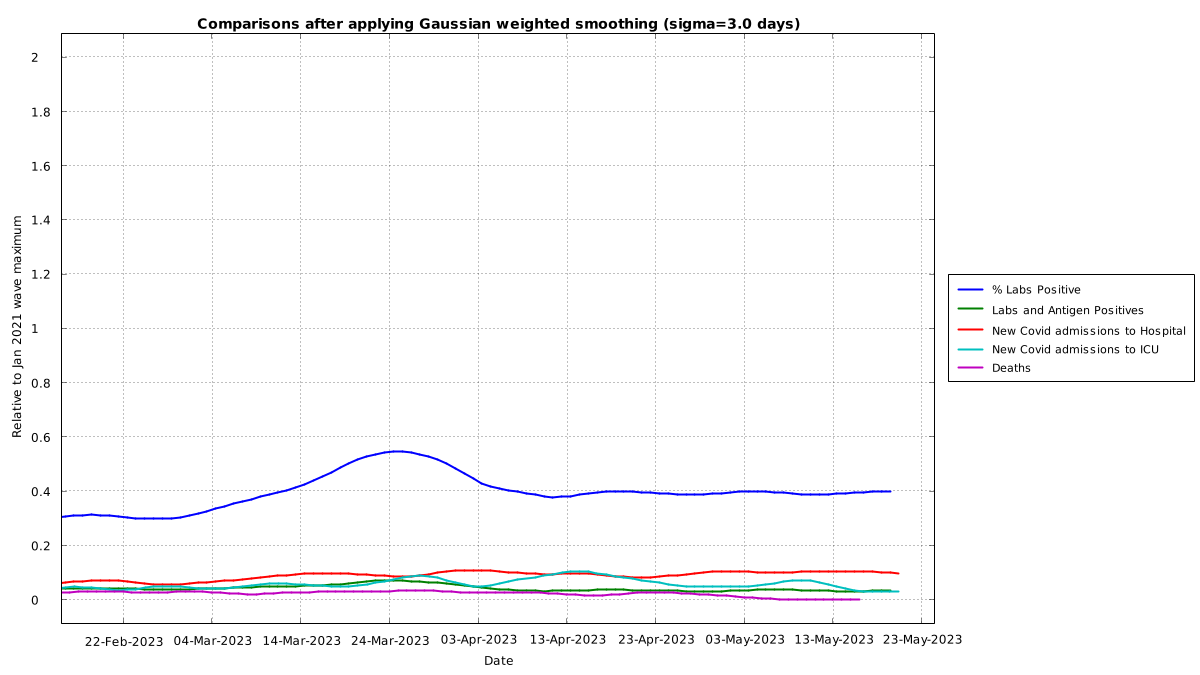 Comparisons after applying Gaussian weighted smoothing (sigma=3.0 days)
Relative to Jan 2021 wave maximum
2
1.8
1.6
1.4
1.2
1
0.8
0.6
0.4
0.2
0
22-Feb-2023 04-Mar-2023 14-Mar-2023 24-Mar-2023 03-Apr-2023 13-Apr-2023 23-Apr-2023 03-May-2023 13-May-2023 23-May-2023
Date
% Labs Positive
Labs and Antigen Positives
New Covid admissions to Hospital
New Covid admissions to ICU
Deaths